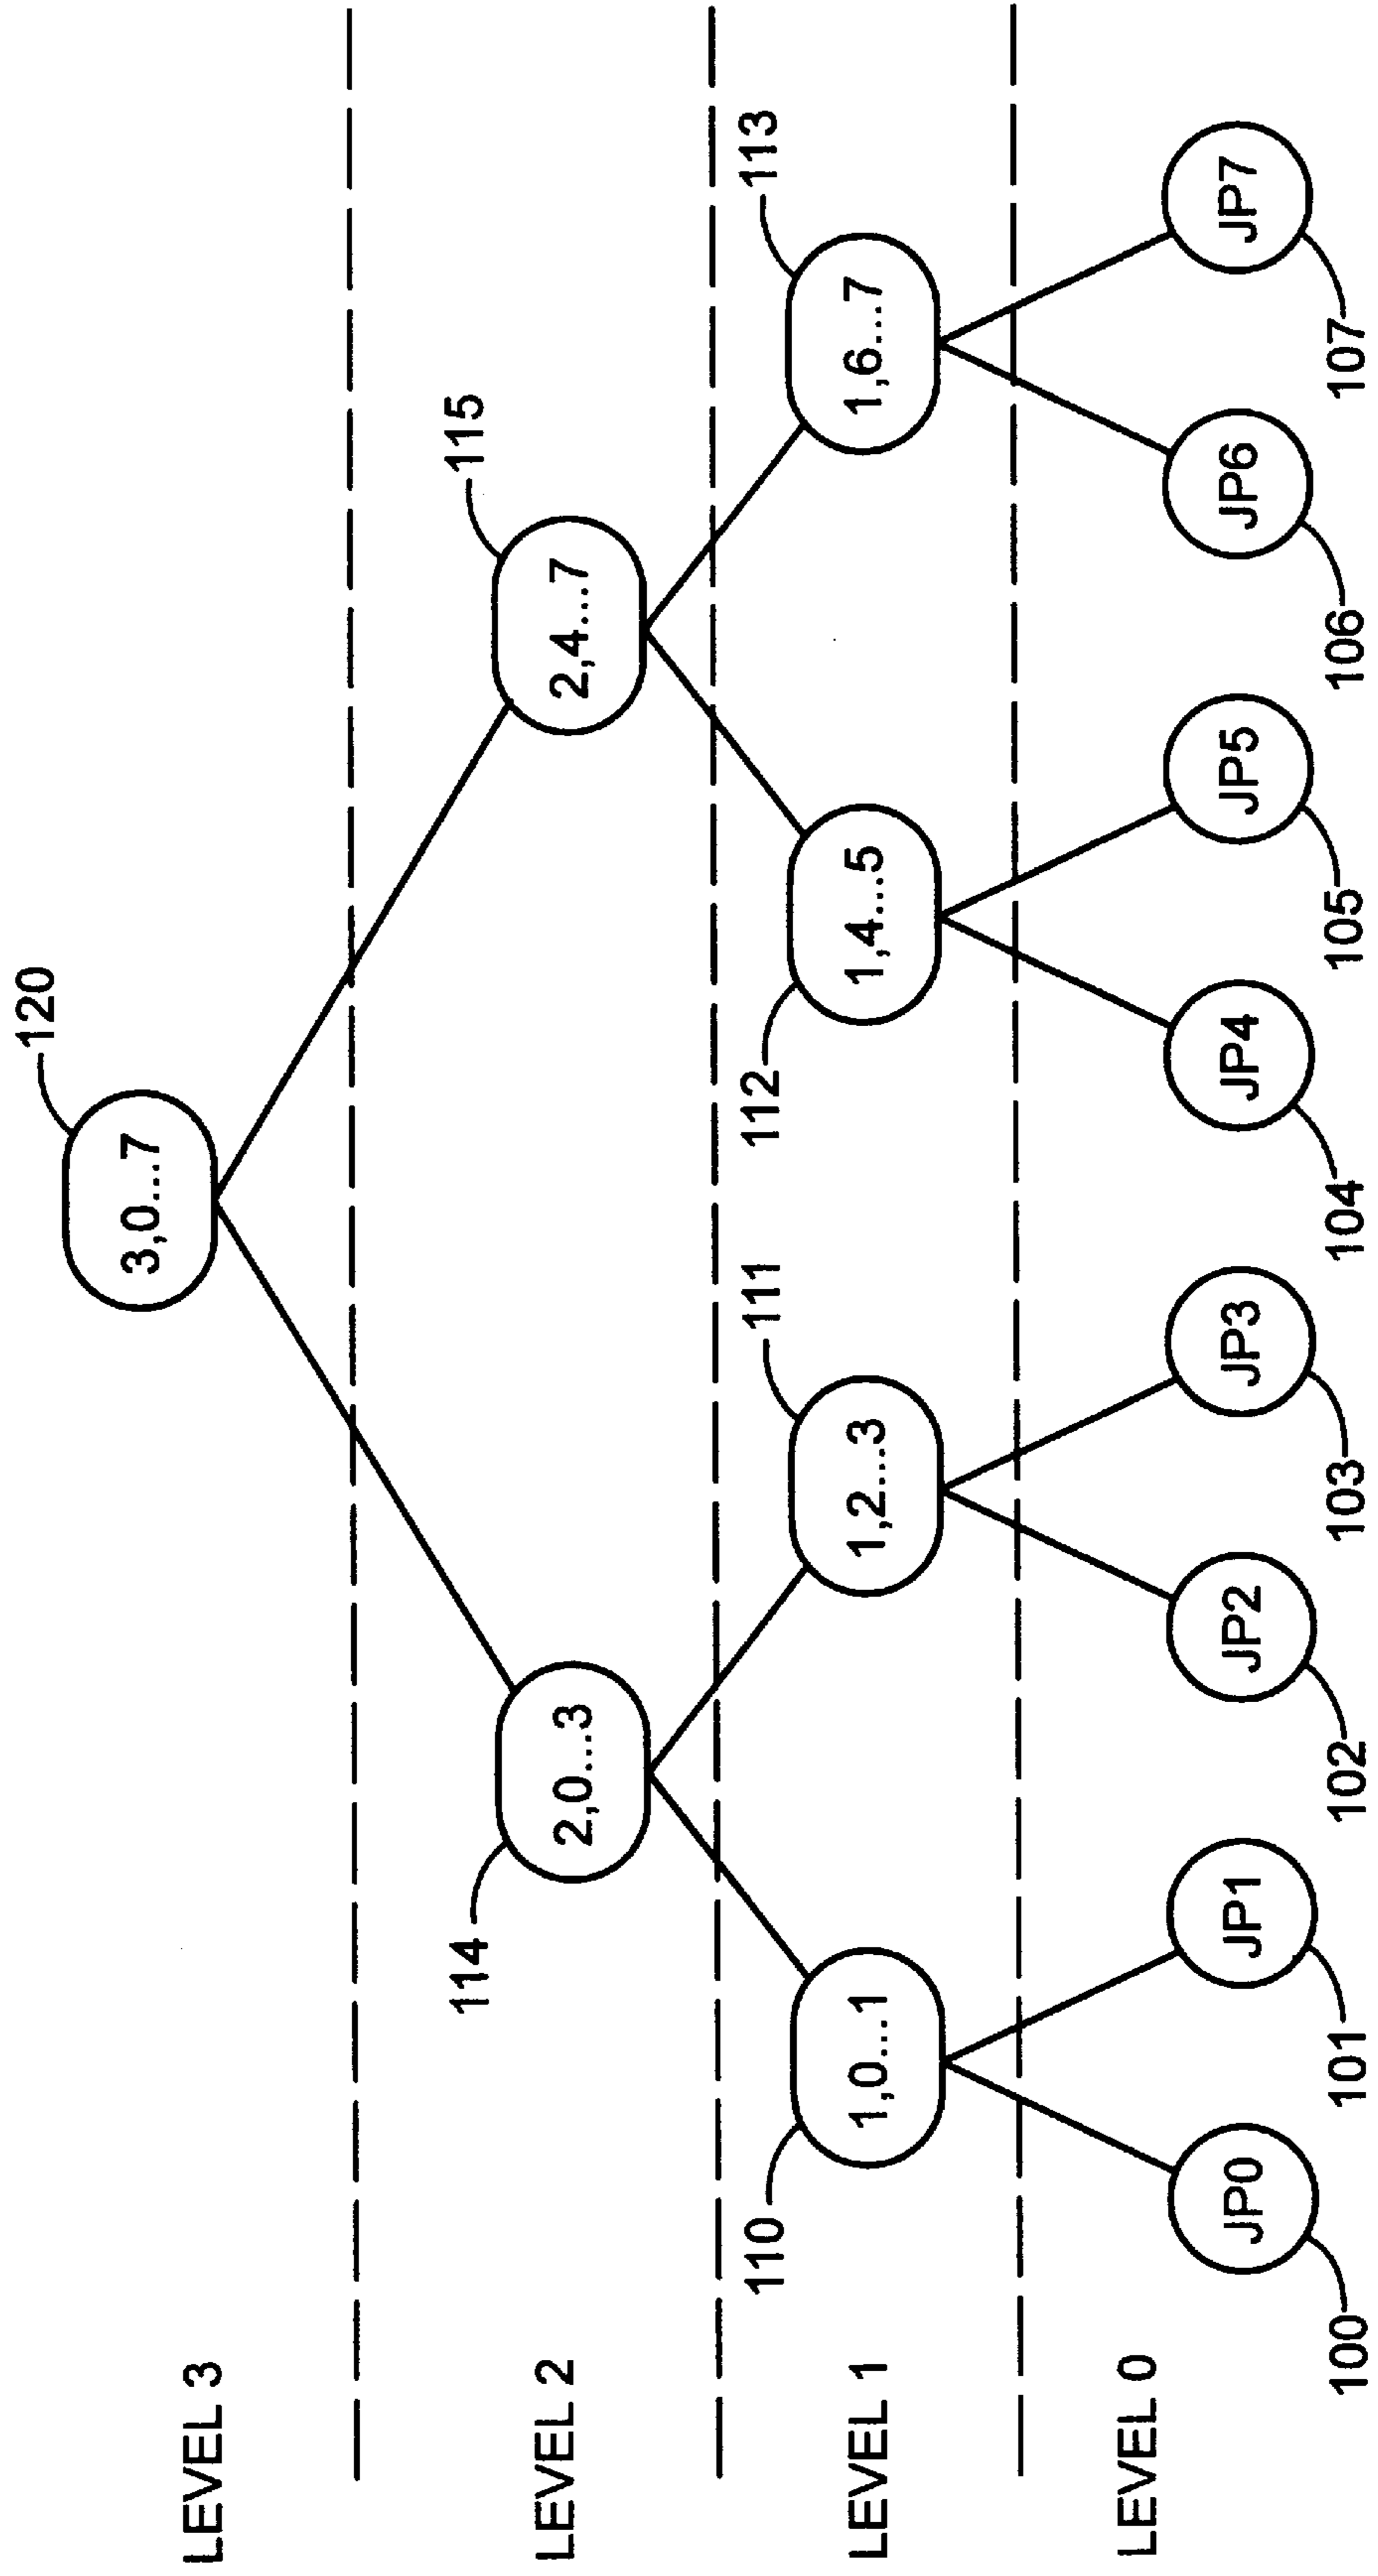 LEVEL 3
120
3,0...7
LEVEL 2
114
2,0...3
115
2,4...7
LEVEL 1
110
1,0...1
111
1,2...3
112
1,4...5
113
1,6...7
LEVEL 0
JP0
JP1
JP2
JP3
JP4
JP5
JP6
JP7
100
101
102
103
104
105
106
107